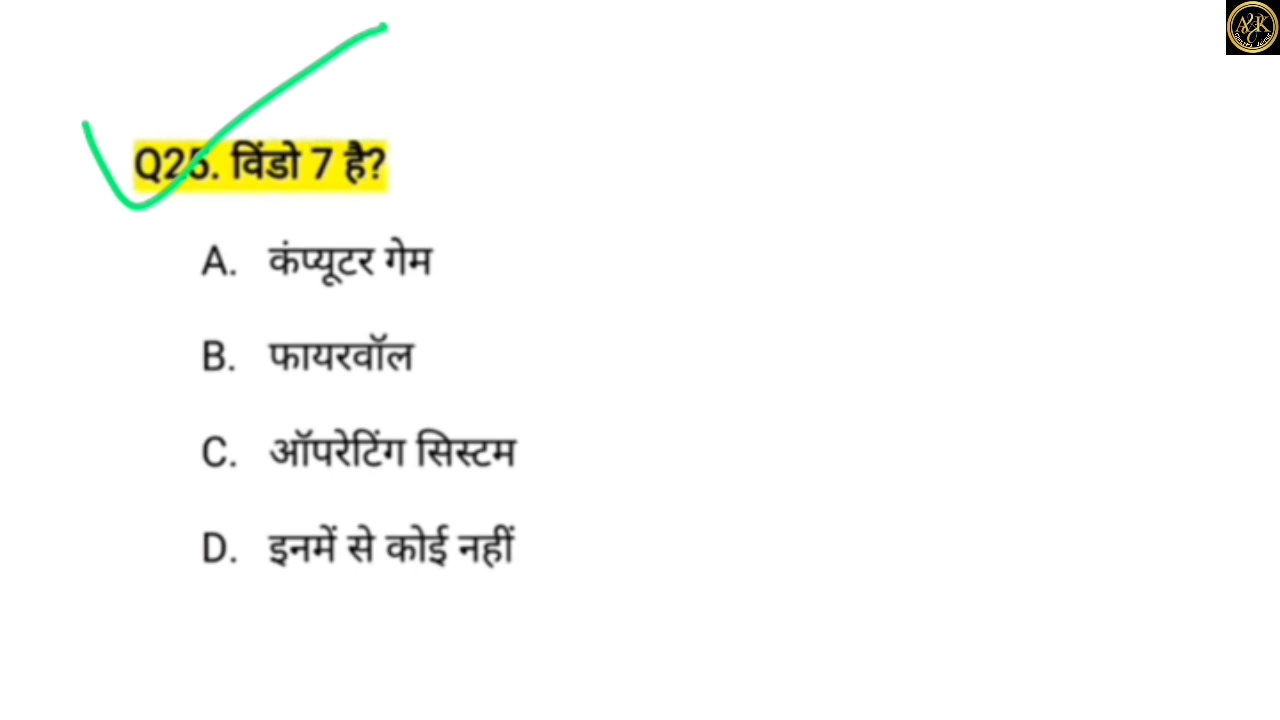 Q25. विंडो 7 है?
A. कंप्यूटर गेम
B. फायरवॉल
C. ऑपरेटिंग सिस्टम
D. इनमें से कोई नहीं